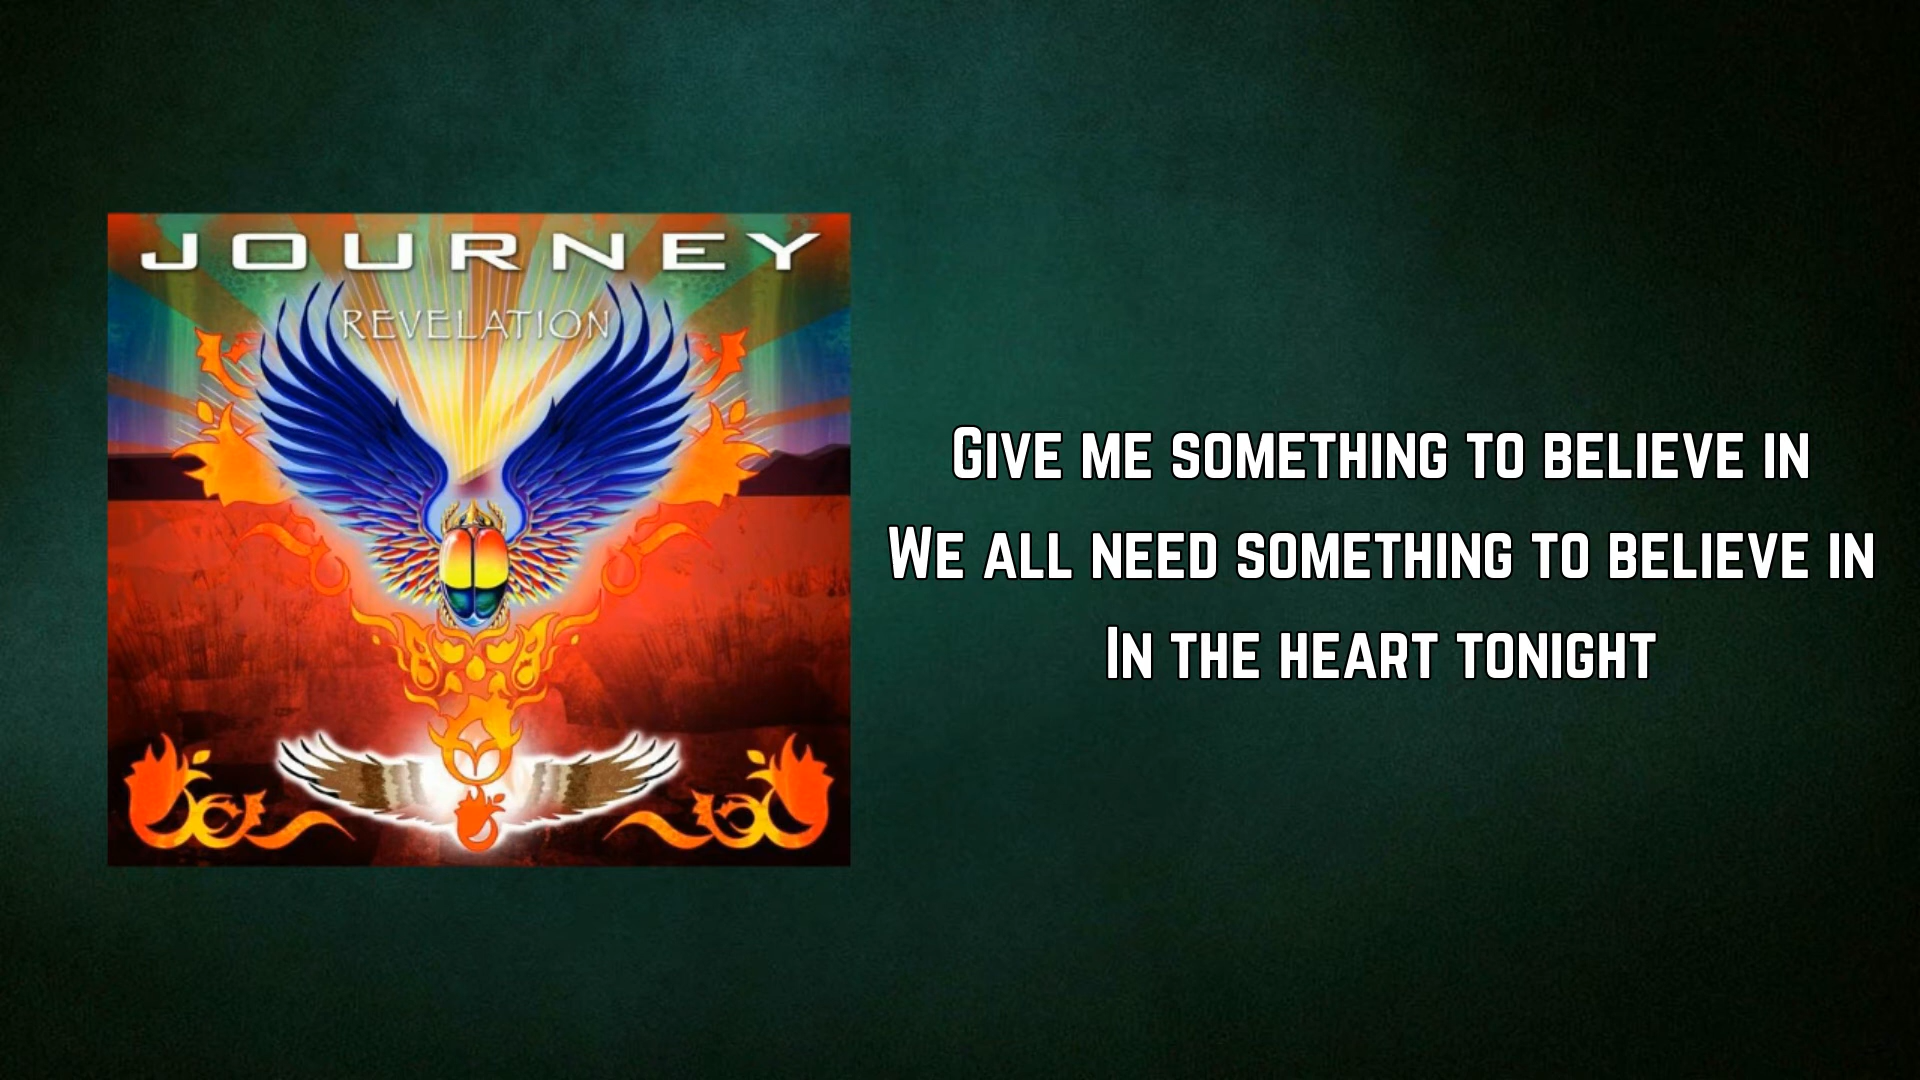 JOURNEY
REVELATION
Give me something to believe in
We all need something to believe in
In the heart tonight